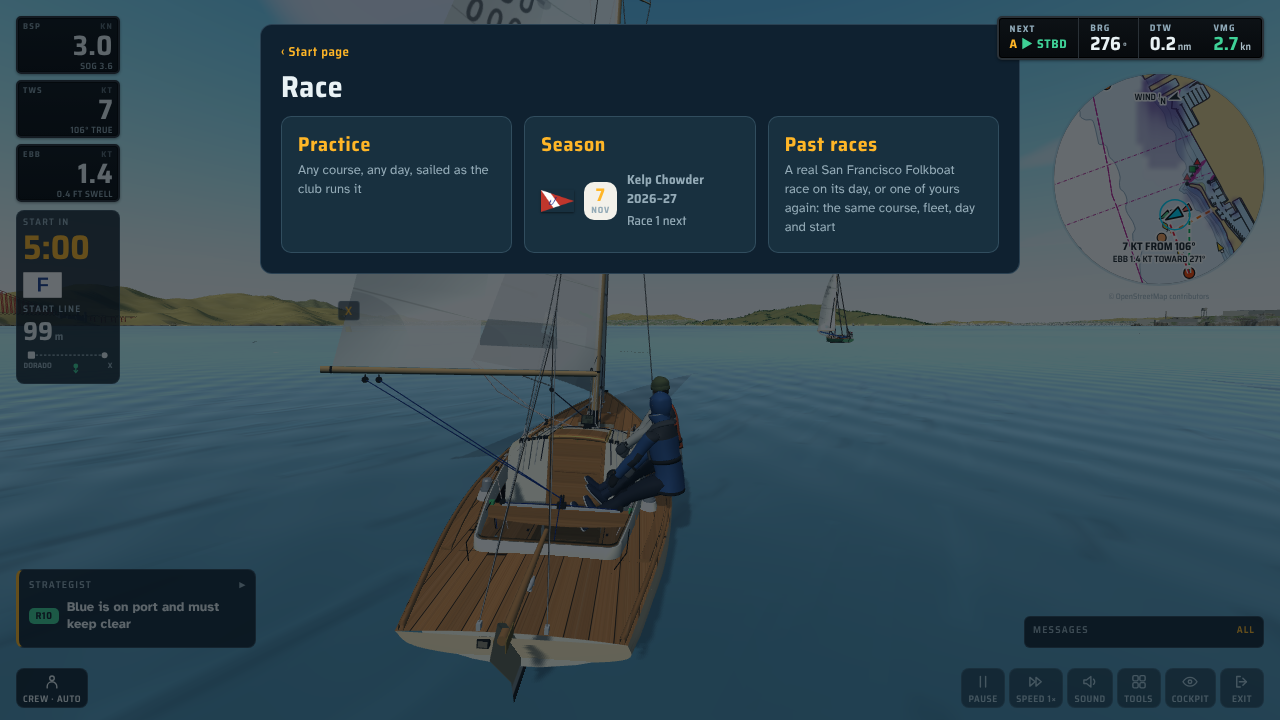 BSP KN
3.0
SOG 3.6
TWS KT
7
106° TRUE
EBB KT
1.4
0.4 FT SWELL
START IN
5:00
F
START LINE
99 m
DORADO X
‹ Start page
Race
Practice
Any course, any day, sailed as the
club runs it
Season
7
NOV
Kelp Chowder
2026–27
Race 1 next
Past races
A real San Francisco Folkboat
race on its day, or one of yours
again: the same course, fleet, day
and start
NEXT
A ▶ STBD
BRG
276°
DTW
0.2 nm
VMG
2.7 kn
WIND
N
7 KT FROM 106°
EBB 1.4 KT TOWARD 271°
© OpenStreetMap contributors
X
STRATEGIST
R10 Blue is on port and must
keep clear
CREW · AUTO
MESSAGES ALL
PAUSE
SPEED 1×
SOUND
TOOLS
COCKPIT
EXIT